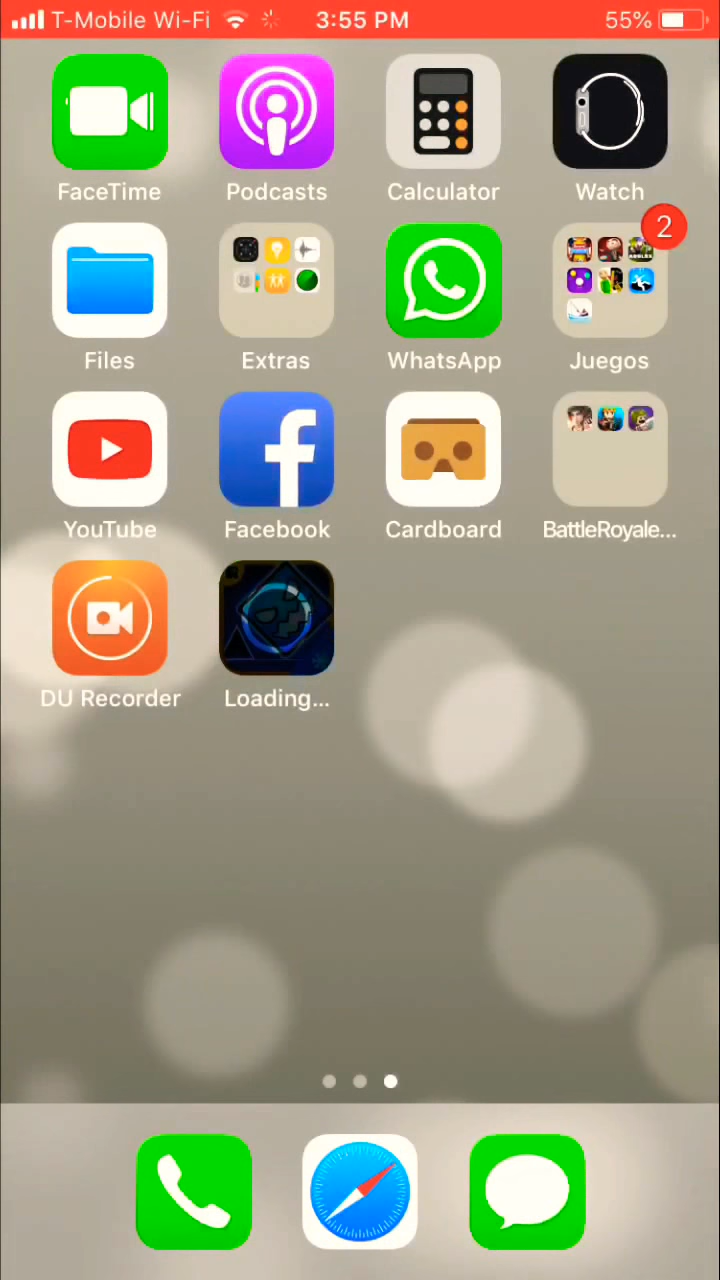 T-Mobile Wi-Fi 3:55 PM 55%
FaceTime Podcasts Calculator Watch
2
Files Extras WhatsApp Juegos
YouTube Facebook Cardboard BattleRoyale...
DU Recorder Loading...